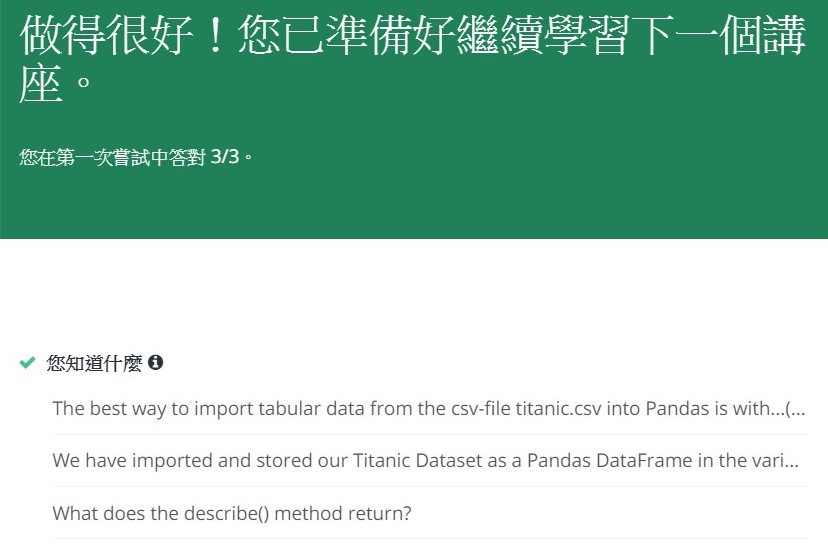 做得很好！您已準備好繼續學習下一個講
座。
您在第一次嘗試中答對 3/3。
您知道什麼
The best way to import tabular data from the csv-file titanic.csv into Pandas is with...(...
We have imported and stored our Titanic Dataset as a Pandas DataFrame in the vari...
What does the describe() method return?